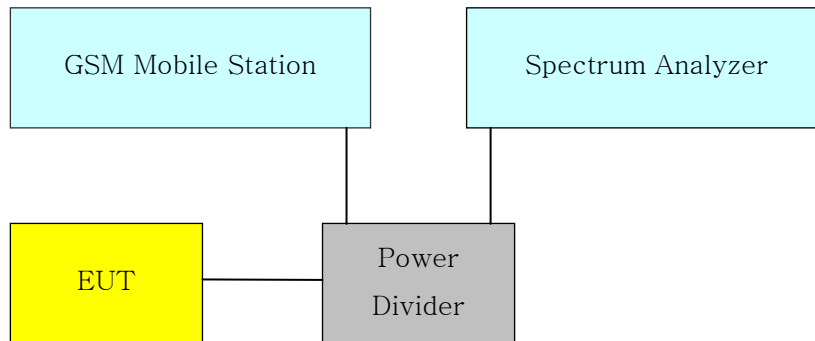 GSM Mobile Station
Spectrum Analyzer
EUT
Power
Divider